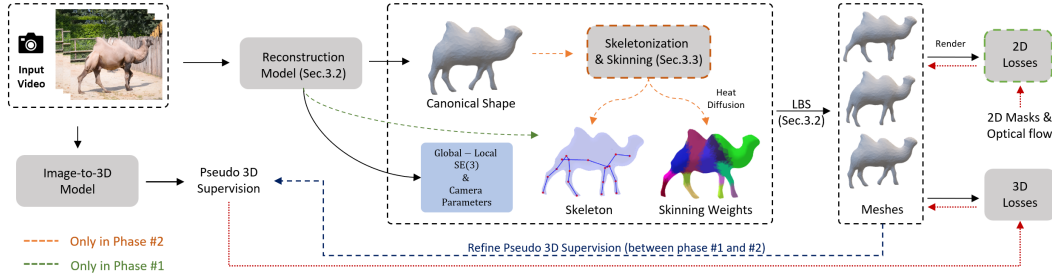 Input
Video
Reconstruction
Model (Sec.3.2)
Canonical Shape
Skeletonization
& Skinning (Sec.3.3)
Heat
Diffusion
Global − Local
SE(3)
&
Camera
Parameters
Skeleton
Skinning Weights
LBS
(Sec.3.2)
Meshes
Render
2D
Losses
2D Masks &
Optical flow
3D
Losses
Image-to-3D
Model
Pseudo 3D
Supervision
Refine Pseudo 3D Supervision (between phase #1 and #2)
Only in Phase #2
Only in Phase #1